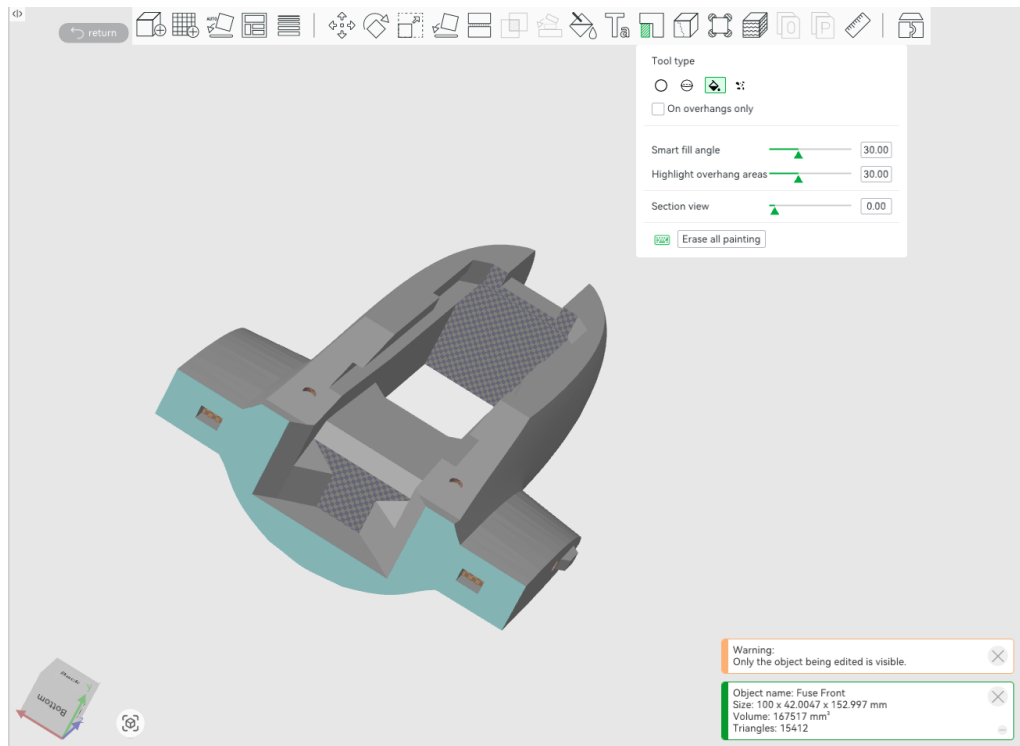 return
AUTO
Tool type
On overhangs only
Smart fill angle 30.00
Highlight overhang areas 30.00
Section view 0.00
Erase all painting
Warning:
Only the object being edited is visible.
Object name: Fuse Front
Size: 100 x 42.0047 x 152.997 mm
Volume: 167517 mm³
Triangles: 15412
Back
Bottom